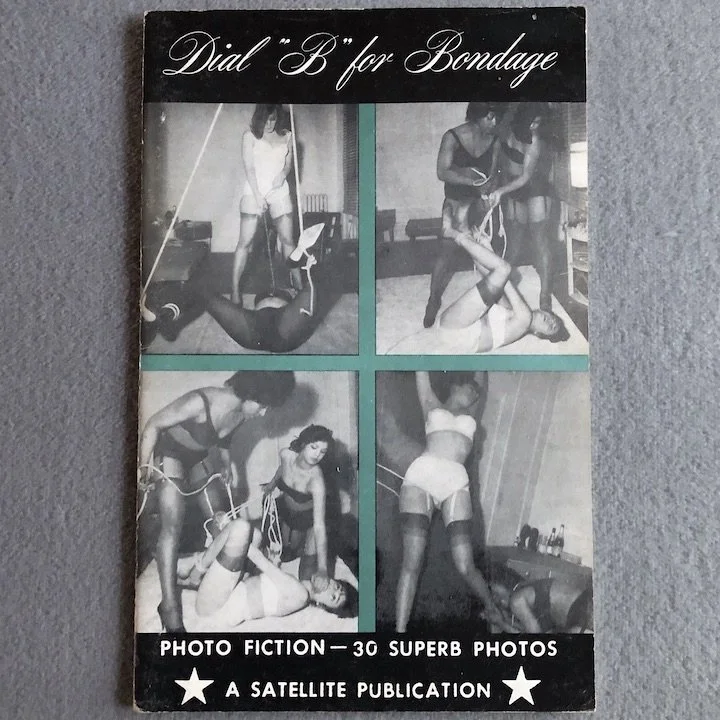 Dial "B" for Bondage
PHOTO FICTION — 30 SUPERB PHOTOS
A SATELLITE PUBLICATION